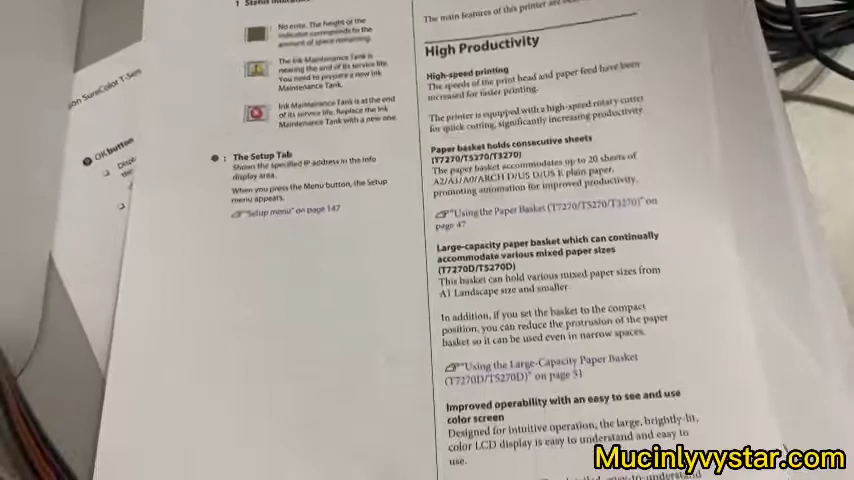 on SureColor T-Seri
OK button
Displ
the
1 Status
No error. The height of the
indicator corresponds to the
amount of space remaining.
The Ink Maintenance Tank is
nearing the end of its service life.
You need to prepare a new Ink
Maintenance Tank.
Ink Maintenance Tank is at the end
of its service life. Replace the Ink
Maintenance Tank with a new one.
: The Setup Tab
Shows the specified IP address in the info
display area.
When you press the Menu button, the Setup
menu appears.
"Setup menu" on page 147
The main features of this printer are
High Productivity
High-speed printing
The speeds of the print head and paper feed have been
increased for faster printing.
The printer is equipped with a high-speed rotary cutter
for quick cutting, significantly increasing productivity.
Paper basket holds consecutive sheets
(T7270/T5270/T3270)
The paper basket accommodates up to 20 sheets of
A2/A1/A0/ARCH D/US D/US E plain paper,
promoting automation for improved productivity.
"Using the Paper Basket (T7270/T5270/T3270)" on
page 47
Large-capacity paper basket which can continually
accommodate various mixed paper sizes
(T7270D/T5270D)
This basket can hold various mixed paper sizes from
A1 Landscape size and smaller.
In addition, if you set the basket to the compact
position, you can reduce the protrusion of the paper
basket so it can be used even in narrow spaces.
"Using the Large-Capacity Paper Basket
(T7270D/T5270D)" on page 51
Improved operability with an easy to see and use
color screen
Designed for intuitive operation, the large, brightly-lit,
color LCD display is easy to understand and easy to
use.
Mucinlyvystar.com